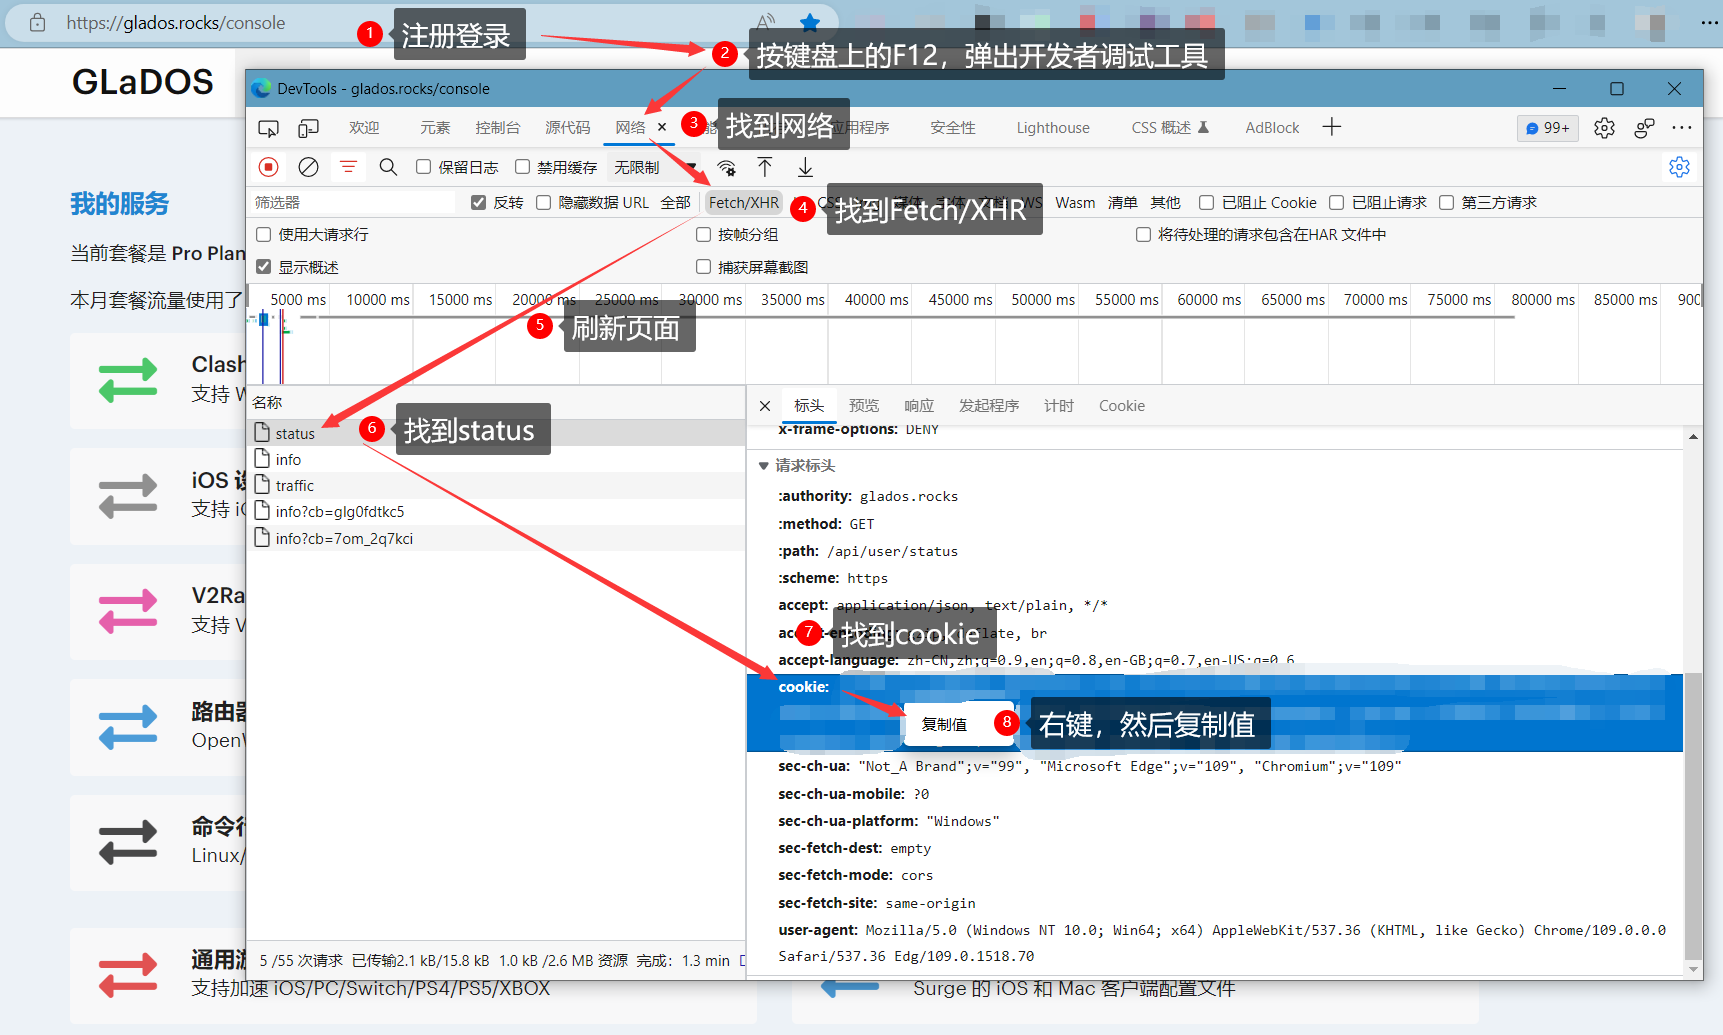 https://glados.rocks/console
1 注册登录
2 按键盘上的F12，弹出开发者调试工具
GLaDOS
DevTools - glados.rocks/console
欢迎 元素 控制台 源代码 网络 3 找到网络 应用程序 安全性 Lighthouse CSS 概述 AdBlock 99+
保留日志 禁用缓存 无限制
筛选器 反转 隐藏数据 URL 全部 Fetch/XHR 4 找到Fetch/XHR Wasm 清单 其他 已阻止 Cookie 已阻止请求 第三方请求
使用大请求行 按帧分组 将待处理的请求包含在HAR 文件中
显示概述 捕获屏幕截图
5000 ms 10000 ms 15000 ms 20000 ms 25000 ms 30000 ms 35000 ms 40000 ms 45000 ms 50000 ms 55000 ms 60000 ms 65000 ms 70000 ms 75000 ms 80000 ms 85000 ms 900
5 刷新页面
名称
status
6 找到status
info
traffic
info?cb=glg0fdtkc5
info?cb=7om_2q7kci
5 /55 次请求 已传输2.1 kB/15.8 kB 1.0 kB /2.6 MB 资源 完成：1.3 min
标头 预览 响应 发起程序 计时 Cookie
x-frame-options: DENY
请求标头
:authority: glados.rocks
:method: GET
:path: /api/user/status
:scheme: https
accept: application/json, text/plain, */*
7 找到cookie
accept-language: zh-CN,zh;q=0.9,en;q=0.8,en-GB;q=0.7,en-US;q=0.6
cookie:
复制值 8 右键，然后复制值
sec-ch-ua: "Not_A Brand";v="99", "Microsoft Edge";v="109", "Chromium";v="109"
sec-ch-ua-mobile: ?0
sec-ch-ua-platform: "Windows"
sec-fetch-dest: empty
sec-fetch-mode: cors
sec-fetch-site: same-origin
user-agent: Mozilla/5.0 (Windows NT 10.0; Win64; x64) AppleWebKit/537.36 (KHTML, like Gecko) Chrome/109.0.0.0
Safari/537.36 Edg/109.0.1518.70
我的服务
当前套餐是 Pro Plan
本月套餐流量使用了
Clash
支持
iOS
支持
V2Ra
支持
路由器
Open
命令行
Linux/
通用游
支持加速 iOS/PC/Switch/PS4/PS5/XBOX
Surge 的 iOS 和 Mac 客户端配置文件